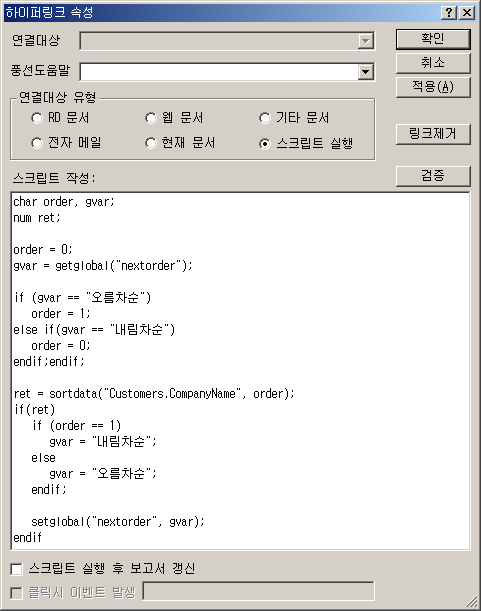 하이퍼링크 속성
연결대상
확인
풍선도움말
취소
적용(A)
연결대상 유형
RD 문서
웹 문서
기타 문서
전자 메일
현재 문서
스크립트 실행
링크제거
스크립트 작성:
검증
char order, gvar;
num ret;
order = 0;
gvar = getglobal("nextorder");
if (gvar == "오름차순")
order = 1;
else if(gvar == "내림차순")
order = 0;
endif;endif;
ret = sortdata("Customers.CompanyName", order);
if(ret)
if (order == 1)
gvar = "내림차순";
else
gvar = "오름차순";
endif;
setglobal("nextorder", gvar);
endif
스크립트 실행 후 보고서 갱신
클릭시 이벤트 발생